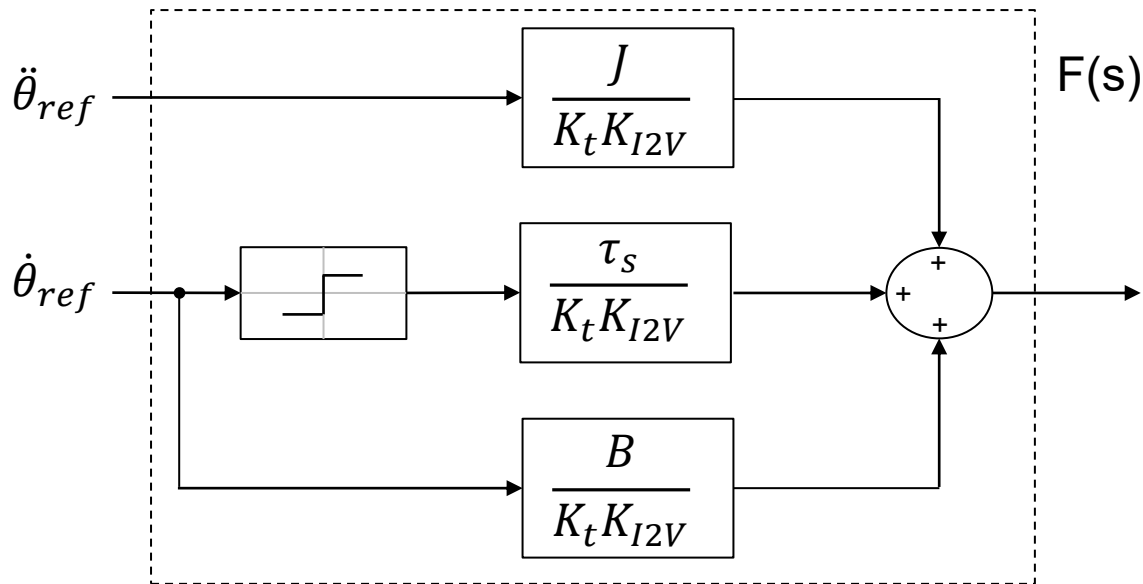 θ̈_ref
J
K_t K_I2V
F(s)
θ̇_ref
τ_s
K_t K_I2V
+
+
+
B
K_t K_I2V